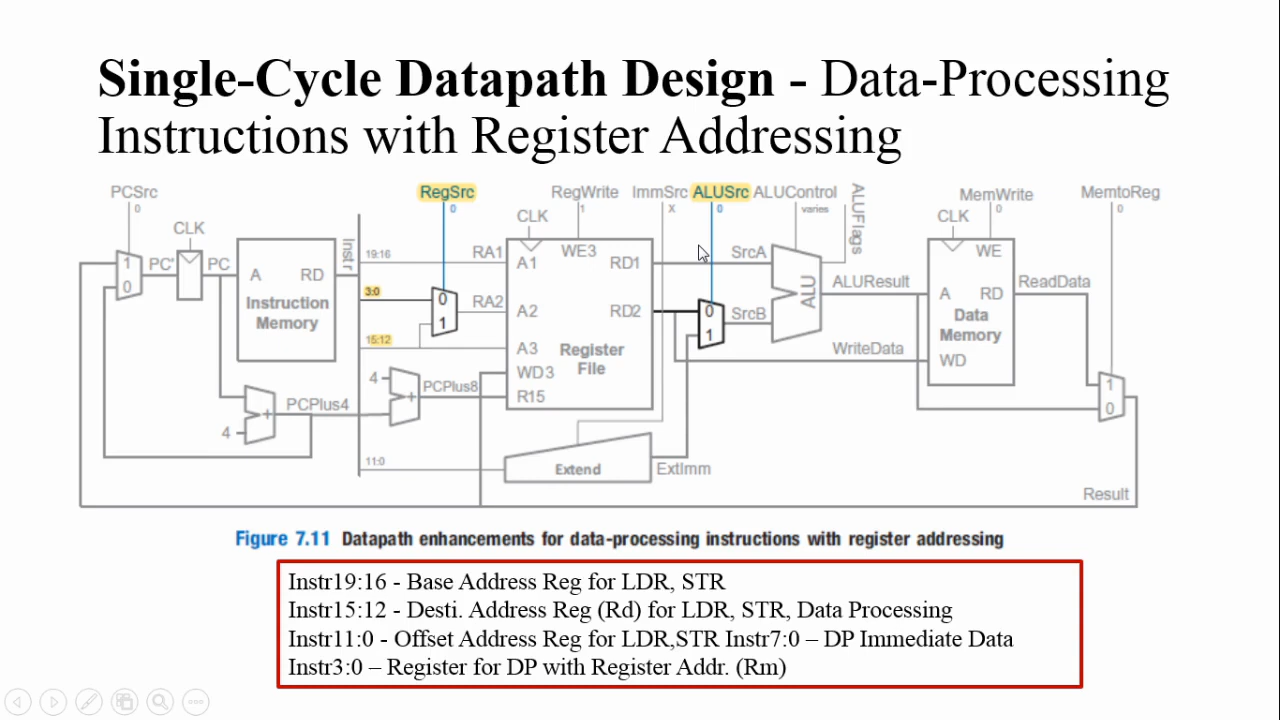 Single-Cycle Datapath Design - Data-Processing
Instructions with Register Addressing
PCSrc RegSrc RegWrite ImmSrc ALUSrc ALUControl ALUFlags MemWrite MemtoReg
0 0 1 X 0 varies 0 0
CLK CLK CLK
Instr 19:16 RA1 A1 WE3 RD1 SrcA WE
1 PC' PC A RD
0 Instruction
Memory
3:0 0 RA2 A2 RD2 0 SrcB ALU ALUResult A RD ReadData
1 1 Data
Memory
15:12 A3 Register
File WriteData WD
4 + PCPlus8 WD3
R15
PCPlus4 1
0
4 +
11:0 Extend ExtImm
Result
Figure 7.11 Datapath enhancements for data-processing instructions with register addressing
Instr19:16 - Base Address Reg for LDR, STR
Instr15:12 - Desti. Address Reg (Rd) for LDR, STR, Data Processing
Instr11:0 - Offset Address Reg for LDR,STR Instr7:0 – DP Immediate Data
Instr3:0 – Register for DP with Register Addr. (Rm)